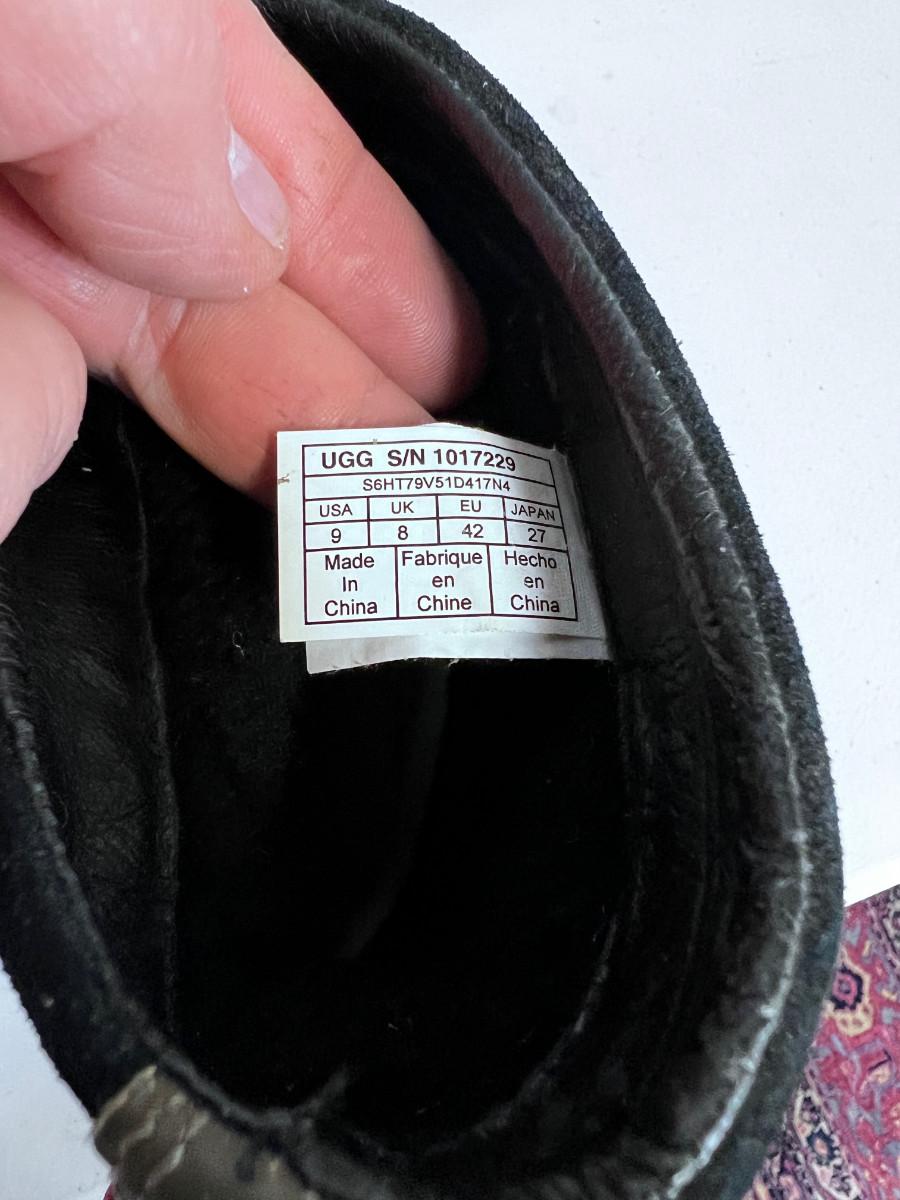 UGG S/N 1017229
S6HT79V51D417N4
USA UK EU JAPAN
9 8 42 27
Made Fabrique Hecho
In en en
China Chine China